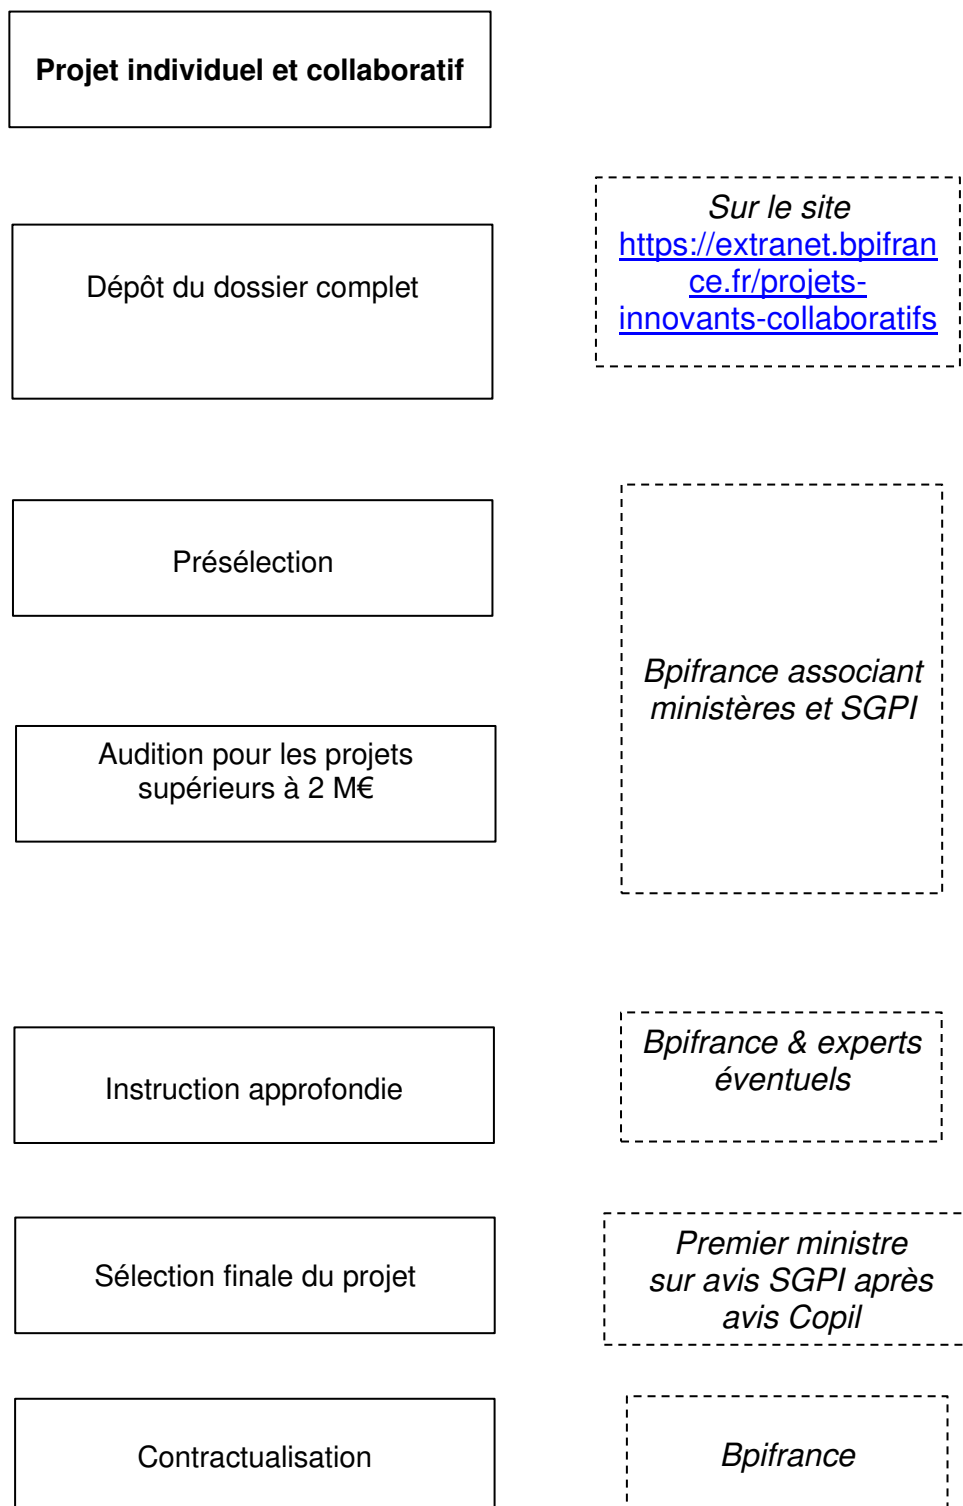 Projet individuel et collaboratif
Sur le site
https://extranet.bpifran
ce.fr/projets-
innovants-collaboratifs
Dépôt du dossier complet
Présélection
Bpifrance associant
ministères et SGPI
Audition pour les projets
supérieurs à 2 M€
Instruction approfondie
Bpifrance & experts
éventuels
Sélection finale du projet
Premier ministre
sur avis SGPI après
avis Copil
Contractualisation
Bpifrance